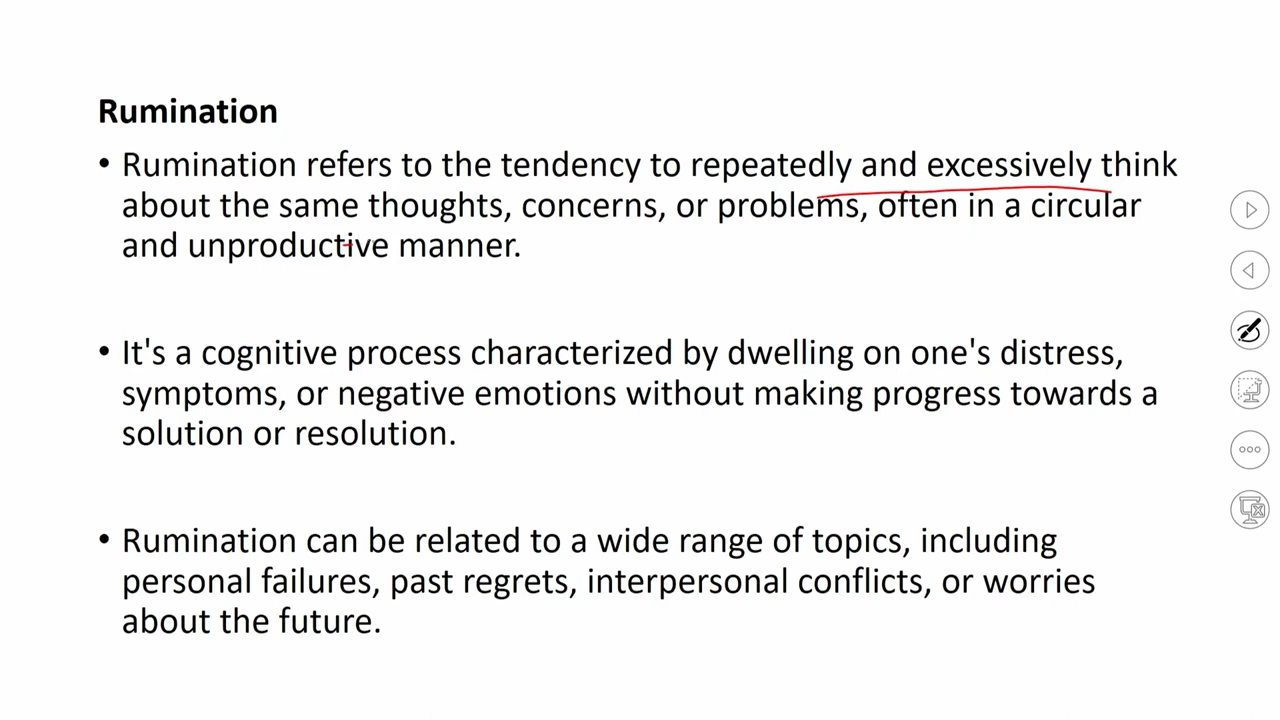 Rumination
• Rumination refers to the tendency to repeatedly and excessively think
about the same thoughts, concerns, or problems, often in a circular
and unproductive manner.
• It's a cognitive process characterized by dwelling on one's distress,
symptoms, or negative emotions without making progress towards a
solution or resolution.
• Rumination can be related to a wide range of topics, including
personal failures, past regrets, interpersonal conflicts, or worries
about the future.